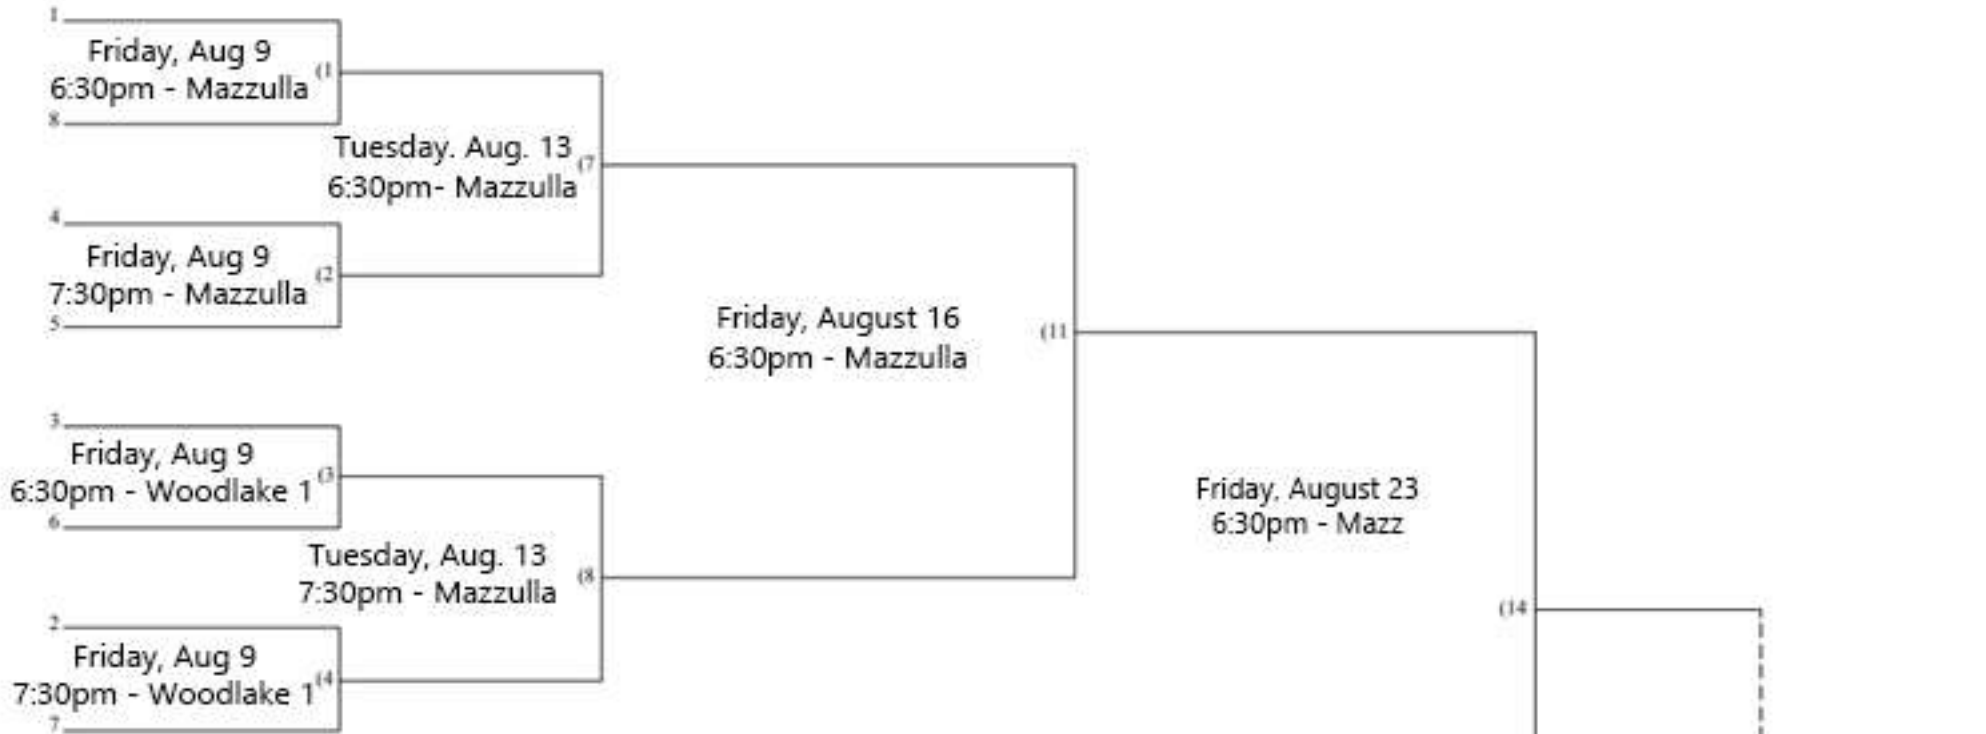 1
Friday, Aug 9
6:30pm - Mazzulla
(1
8
Tuesday. Aug. 13
6:30pm- Mazzulla
(7
4
Friday, Aug 9
7:30pm - Mazzulla
(2
5
Friday, August 16
6:30pm - Mazzulla
(11
3
Friday, Aug 9
6:30pm - Woodlake 1
(3
6
Friday, August 23
6:30pm - Mazz
Tuesday, Aug. 13
7:30pm - Mazzulla
(8
(14
2
Friday, Aug 9
7:30pm - Woodlake 1
(4
7